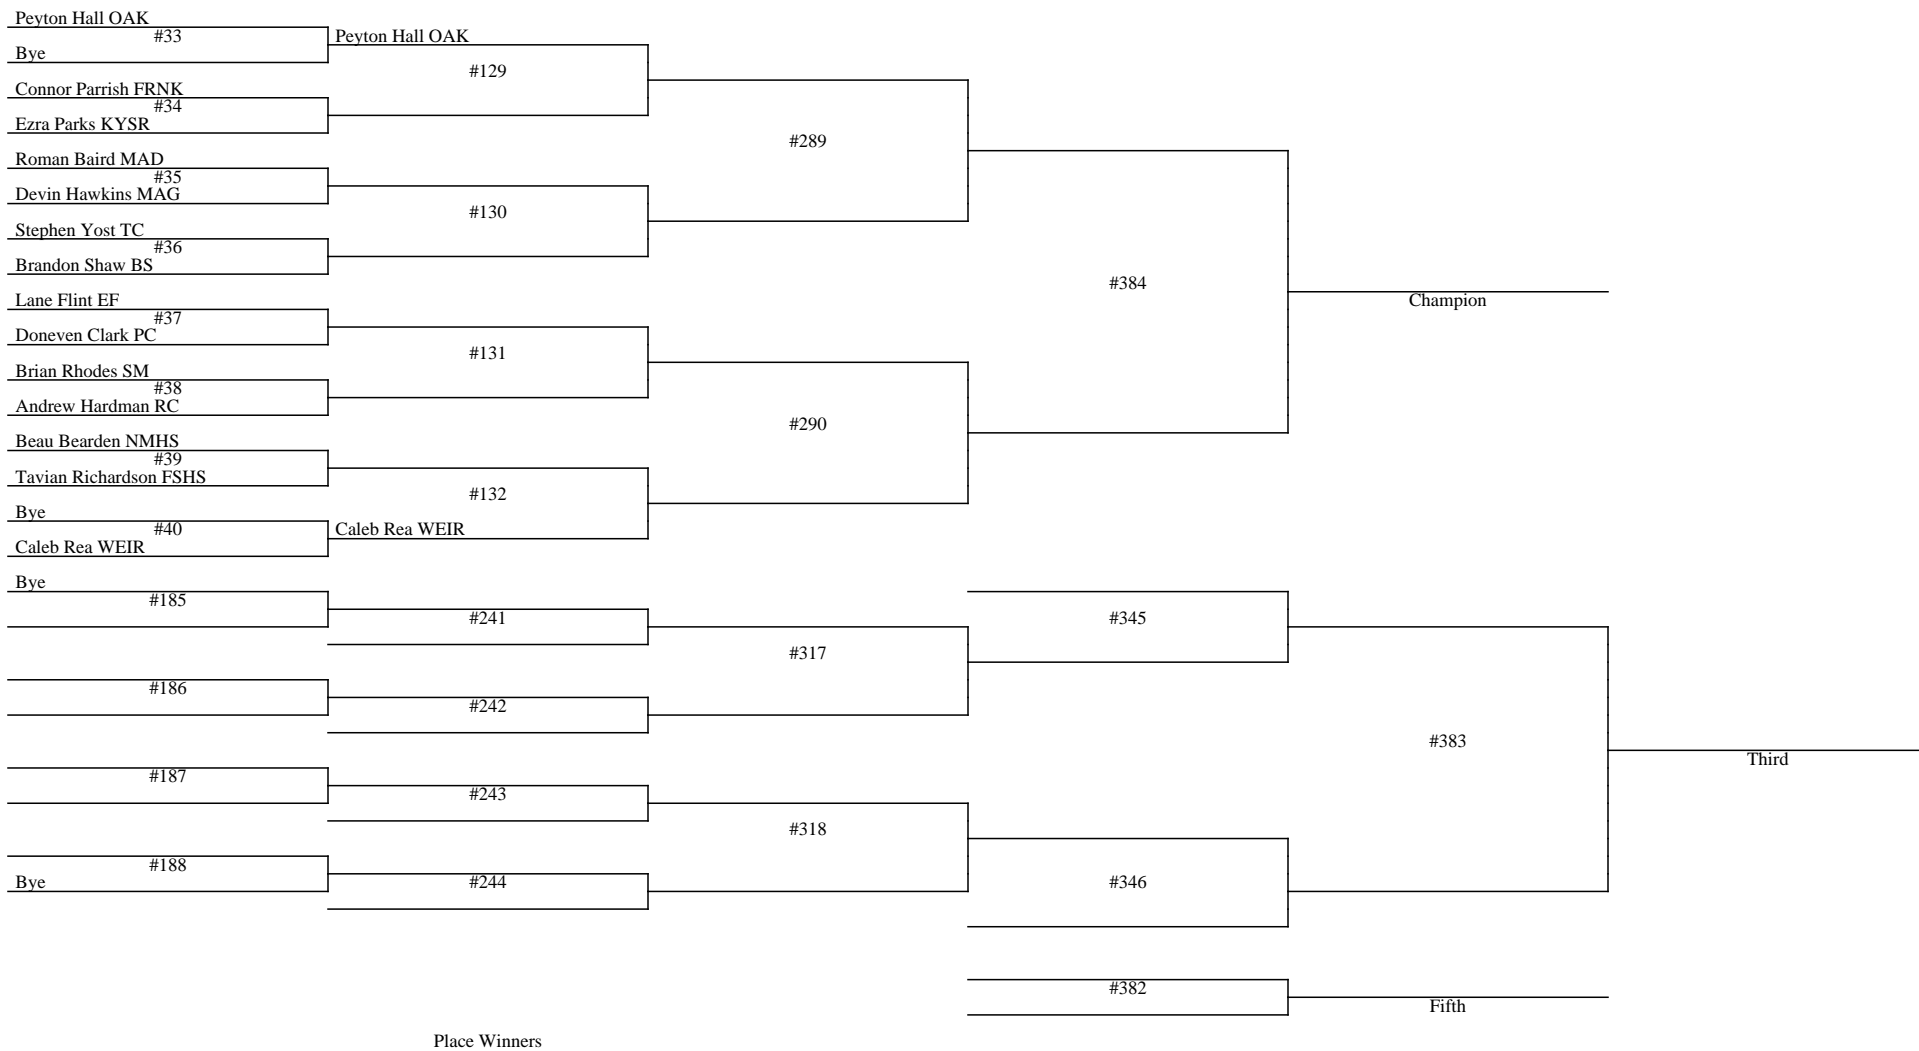 Peyton Hall OAK
#33
Bye
Peyton Hall OAK
#129
Connor Parrish FRNK
#34
Ezra Parks KYSR
#289
Roman Baird MAD
#35
Devin Hawkins MAG
#130
Stephen Yost TC
#36
Brandon Shaw BS
#384
Lane Flint EF
Champion
#37
Doneven Clark PC
#131
Brian Rhodes SM
#38
Andrew Hardman RC
#290
Beau Bearden NMHS
#39
Tavian Richardson FSHS
#132
Bye
#40
Caleb Rea WEIR
Caleb Rea WEIR
Bye
#185
#241
#345
#317
#186
#242
#383
Third
#187
#243
#318
#188
Bye
#244
#346
#382
Fifth
Place Winners